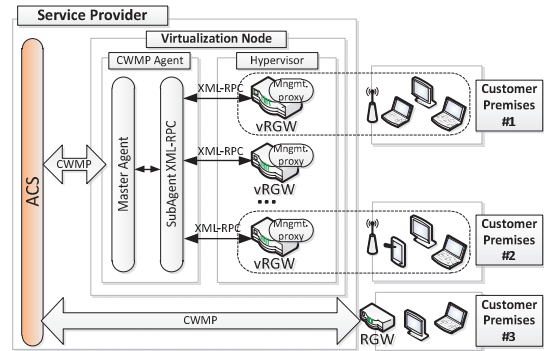 Service Provider
Virtualization Node
CWMP Agent
Hypervisor
ACS
CWMP
Master Agent
SubAgent XML-RPC
XML-RPC
Mngmt.
proxy
vRGW
XML-RPC
Mngmt.
proxy
vRGW
...
XML-RPC
Mngmt.
proxy
vRGW
Customer
Premises
#1
Customer
Premises
#2
CWMP
RGW
Customer
Premises
#3